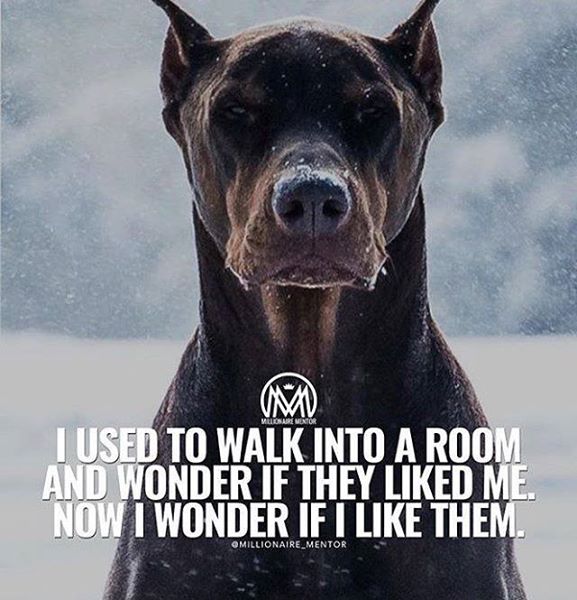 MILLIONAIRE MENTOR
I USED TO WALK INTO A ROOM
AND WONDER IF THEY LIKED ME.
NOW I WONDER IF I LIKE THEM.
@MILLIONAIRE_MENTOR